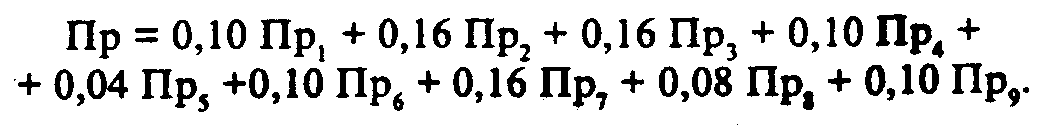 Пр = 0,10 Пр₁ + 0,16 Пр₂ + 0,16 Пр₃ + 0,10 Пр₄ +
+ 0,04 Пр₅ +0,10 Пр₆ + 0,16 Пр₇ + 0,08 Пр₈ + 0,10 Пр₉.